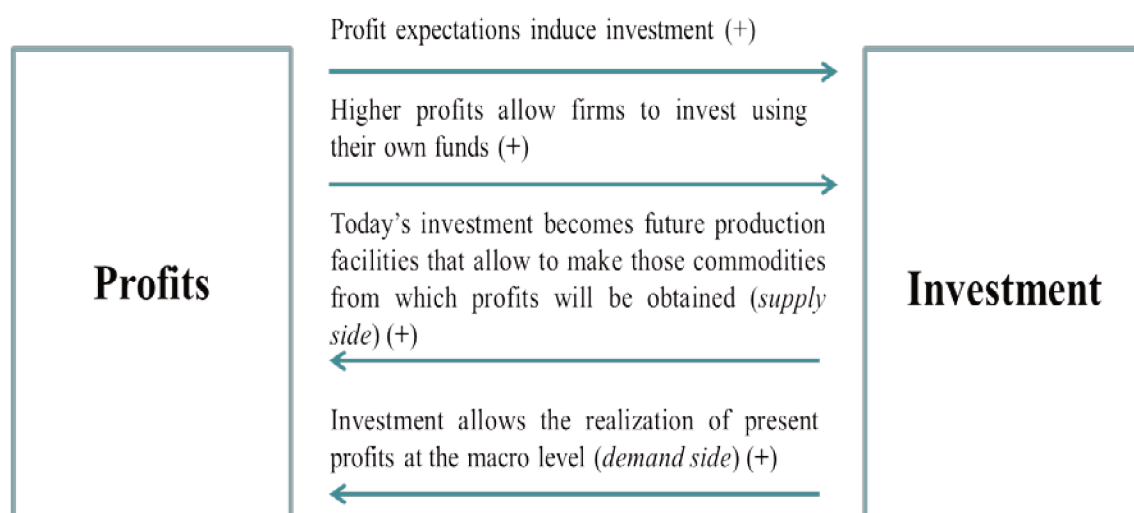 Profit expectations induce investment (+)
Higher profits allow firms to invest using
their own funds (+)
Today's investment becomes future production
facilities that allow to make those commodities
from which profits will be obtained (supply
side) (+)
Investment allows the realization of present
profits at the macro level (demand side) (+)
Profits
Investment